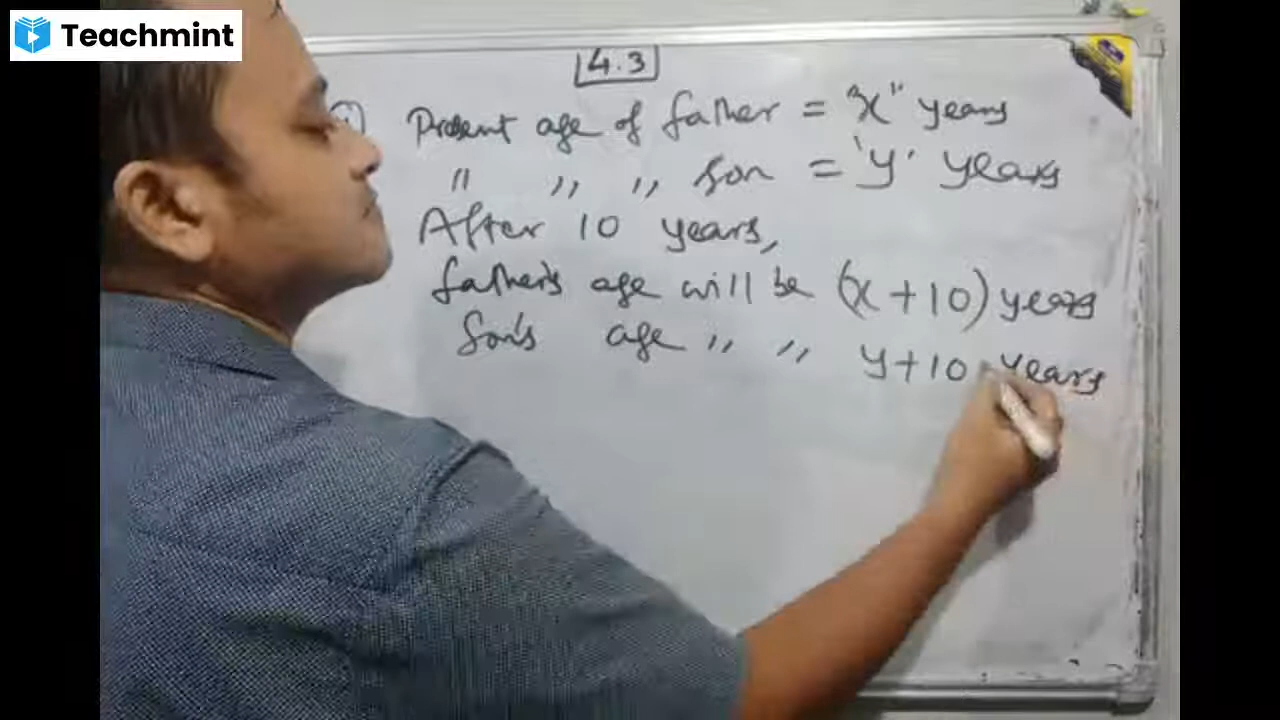 Teachmint
4.3
Present age of father = "x" years
" " " son = 'y' years
After 10 years,
father's age will be (x+10) years
Son's age " " y+10 years